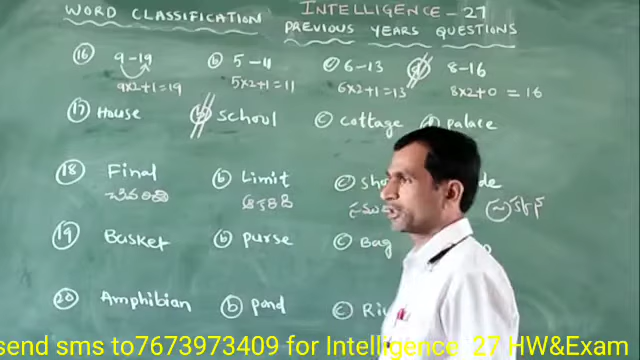 WORD CLASSIFICATION INTELLIGENCE - 27
PREVIOUS YEARS QUESTIONS
16 9-19 (b) 5-11 (c) 6-13 (d) 8-16
9x2+1=19 5x2+1=11 6x2+1=13 8x2+0=16
17 House (b) school (c) cottage (d) palace
18 Final (b) Limit (c)
చివరిది
19 Basket (b) purse (c) Bag
20 Amphibian (b) pond (c)
send sms to7673973409 for Intelligence 27 HW&Exam